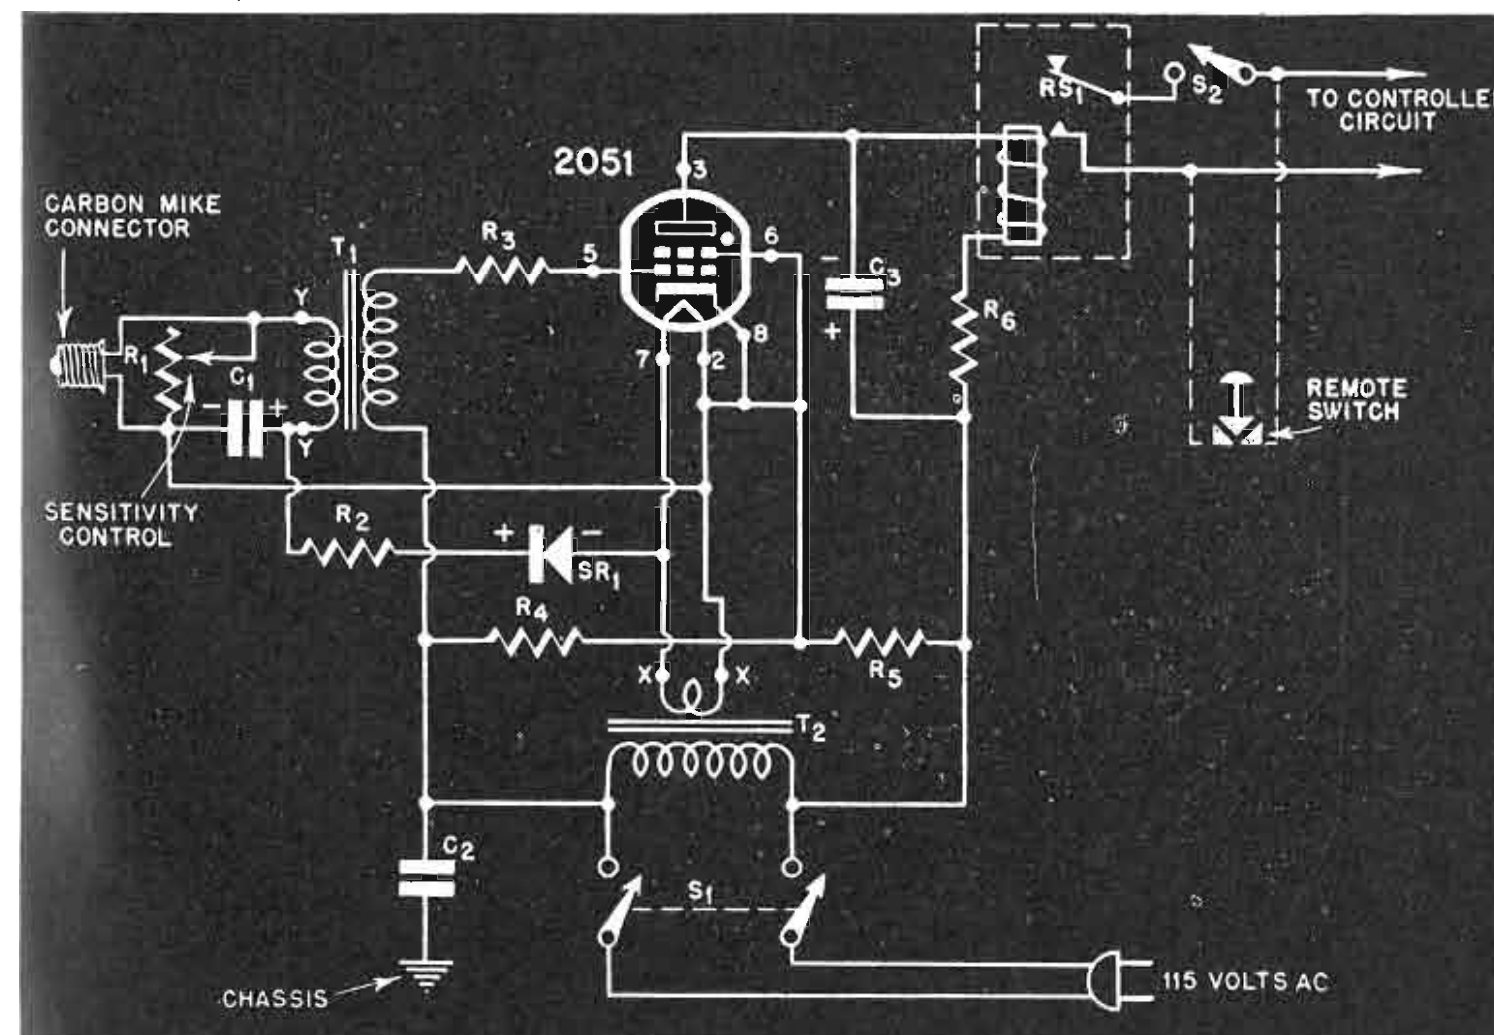 2051
3
RS1
S2
TO CONTROLLE
CIRCUIT
CARBON MIKE
CONNECTOR
T1
R3
5
6
Y
R1
C1
- +
Y
7
2
8
-
C3
+
R6
REMOTE
SWITCH
SENSITIVITY
CONTROL
R2
+ -
SR1
R4
R5
X X
T2
C2
S1
CHASSIS
115 VOLTS AC